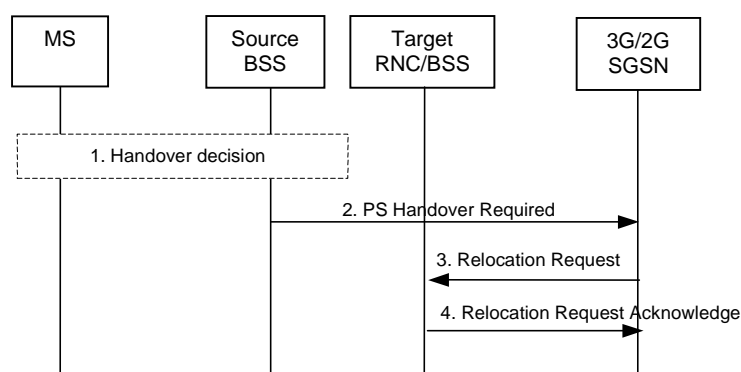 MS
Source
BSS
Target
RNC/BSS
3G/2G
SGSN
1. Handover decision
2. PS Handover Required
3. Relocation Request
4. Relocation Request Acknowledge